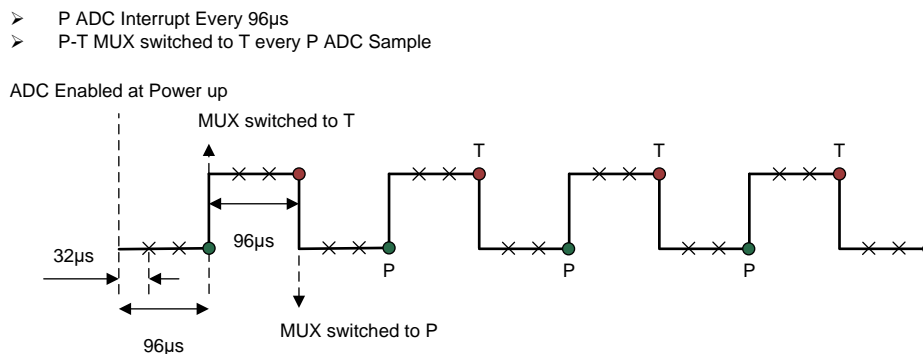 ➢ P ADC Interrupt Every 96µs
➢ P-T MUX switched to T every P ADC Sample
ADC Enabled at Power up
MUX switched to T
T
T
T
32µs
96µs
P
P
P
MUX switched to P
96µs